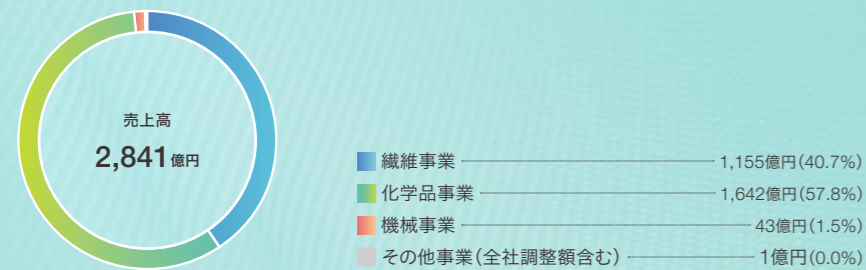 売上高
2,841億円
繊維事業 1,155億円(40.7%)
化学品事業 1,642億円(57.8%)
機械事業 43億円(1.5%)
その他事業(全社調整額含む) 1億円(0.0%)